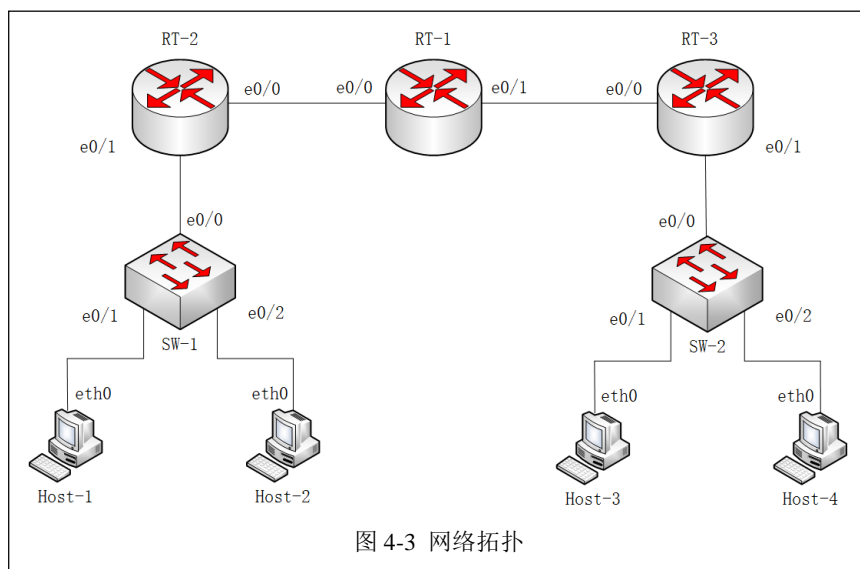 RT-2 RT-1 RT-3
e0/0 e0/0 e0/1 e0/0
e0/1 e0/1
e0/0 e0/0
e0/1 e0/2 e0/1 e0/2
SW-1 SW-2
eth0 eth0 eth0 eth0
Host-1 Host-2 Host-3 Host-4
图 4-3 网络拓扑